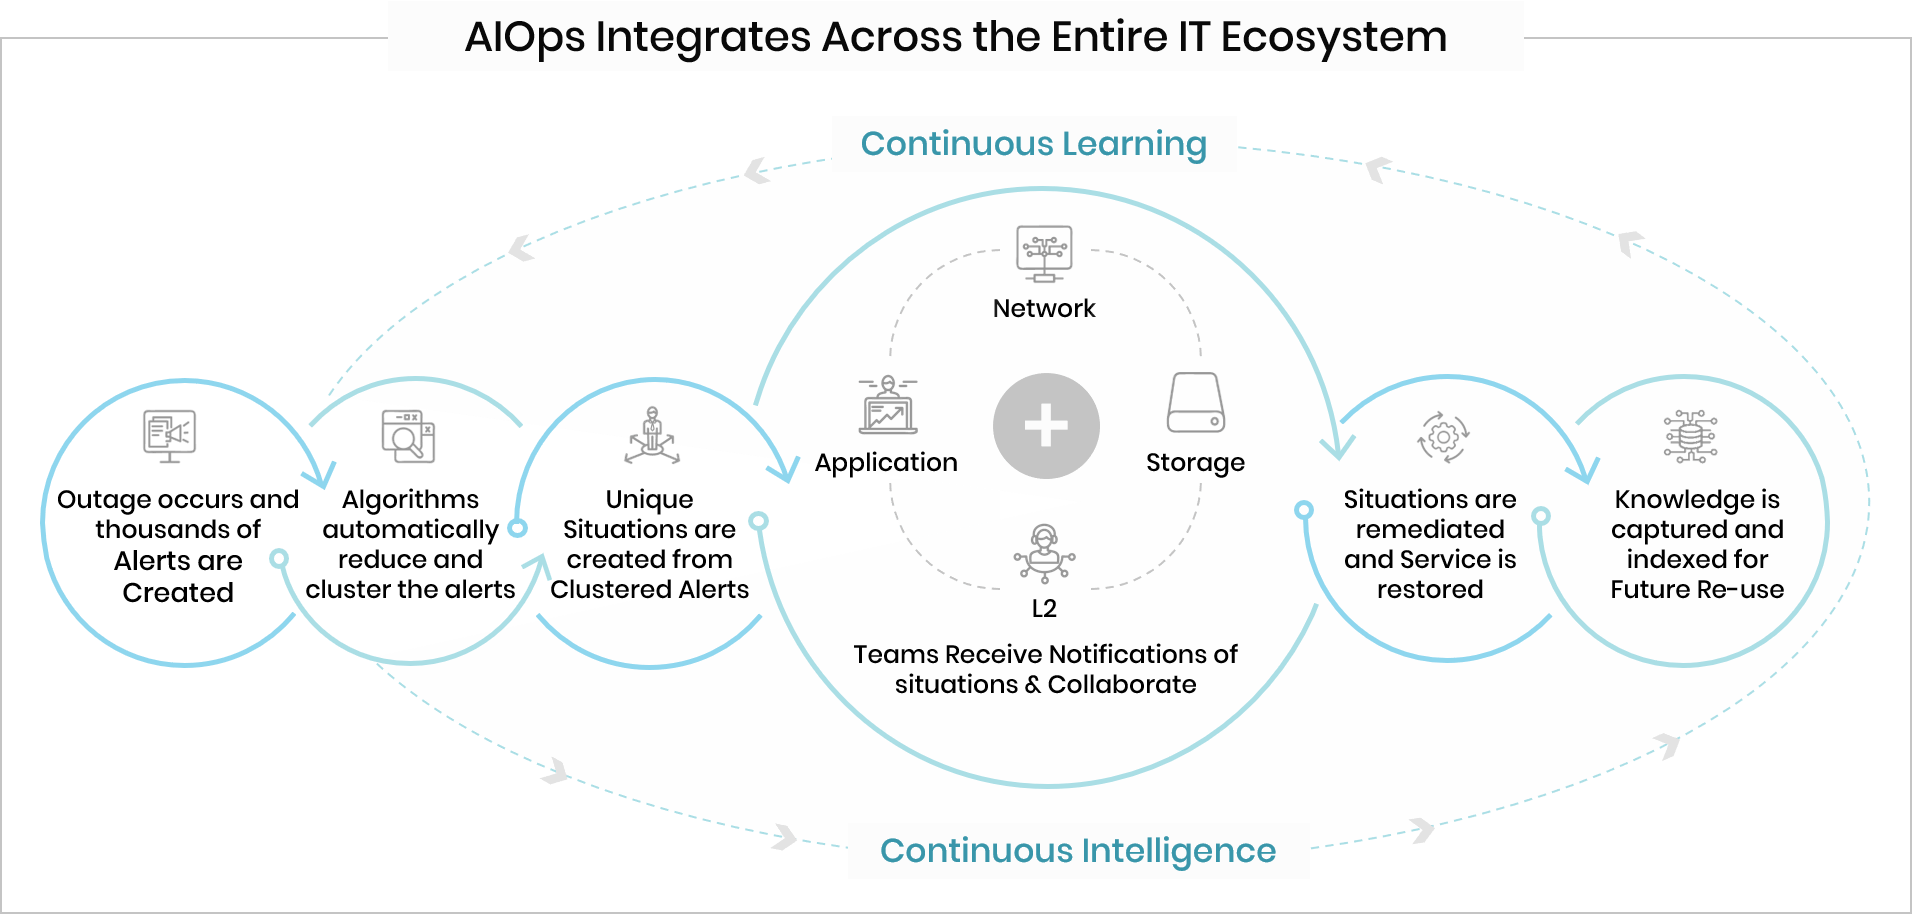 AIOps Integrates Across the Entire IT Ecosystem
Continuous Learning
Outage occurs and
thousands of
Alerts are
Created
Algorithms
automatically
reduce and
cluster the alerts
Unique
Situations are
created from
Clustered Alerts
Network
Application
Storage
L2
Teams Receive Notifications of
situations & Collaborate
Situations are
remediated
and Service is
restored
Knowledge is
captured and
indexed for
Future Re-use
Continuous Intelligence